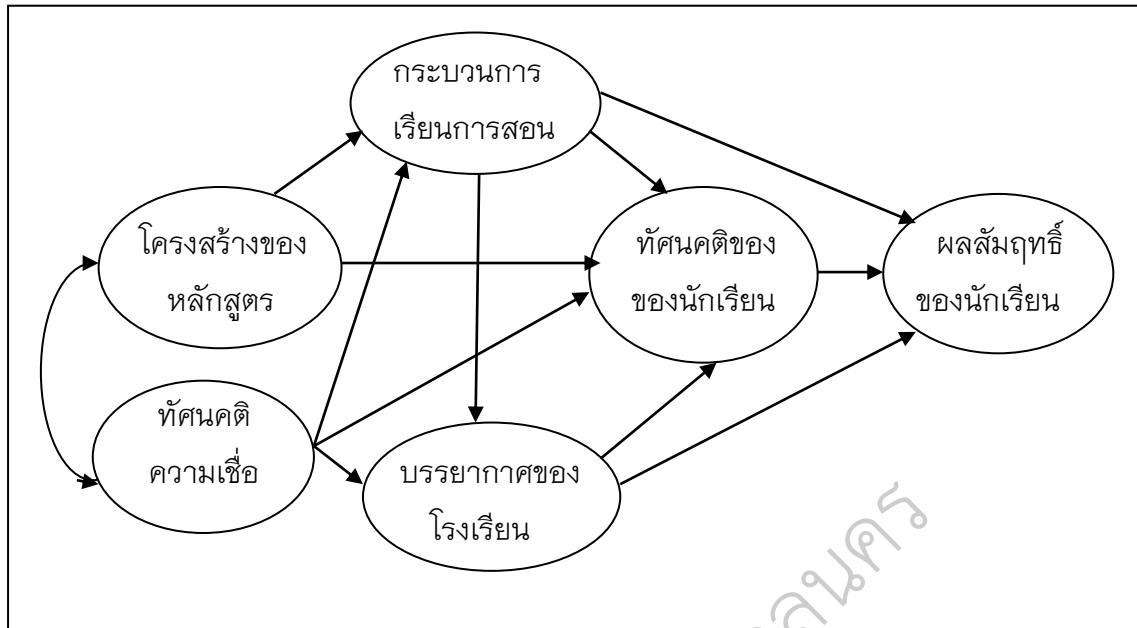 กระบวนการ
เรียนการสอน
โครงสร้างของ
หลักสูตร
ทัศนคติของ
ของนักเรียน
ผลสัมฤทธิ์
ของนักเรียน
ทัศนคติ
ความเชื่อ
บรรยากาศของ
โรงเรียน